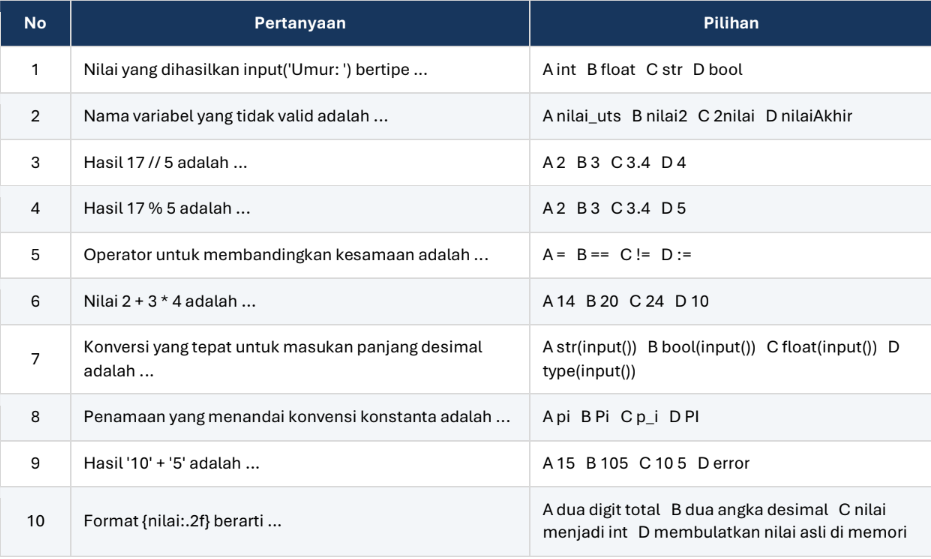 No Pertanyaan Pilihan
1 Nilai yang dihasilkan input('Umur: ') bertipe ... A int B float C str D bool
2 Nama variabel yang tidak valid adalah ... A nilai_uts B nilai2 C 2nilai D nilaiAkhir
3 Hasil 17 // 5 adalah ... A 2 B 3 C 3.4 D 4
4 Hasil 17 % 5 adalah ... A 2 B 3 C 3.4 D 5
5 Operator untuk membandingkan kesamaan adalah ... A = B == C != D :=
6 Nilai 2 + 3 * 4 adalah ... A 14 B 20 C 24 D 10
7 Konversi yang tepat untuk masukan panjang desimal
adalah ...
A str(input()) B bool(input()) C float(input()) D
type(input())
8 Penamaan yang menandai konvensi konstanta adalah ... A pi B Pi C p_i D PI
9 Hasil '10' + '5' adalah ... A 15 B 105 C 10 5 D error
10 Format {nilai:.2f} berarti ...
A dua digit total B dua angka desimal C nilai
menjadi int D membulatkan nilai asli di memori